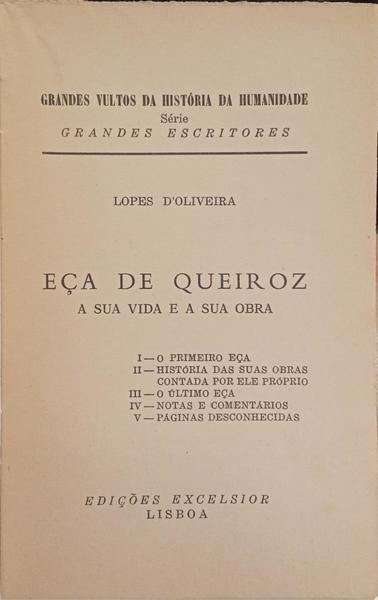 GRANDES VULTOS DA HISTÓRIA DA HUMANIDADE
Série
GRANDES ESCRITORES
LOPES D'OLIVEIRA
EÇA DE QUEIROZ
A SUA VIDA E A SUA OBRA
I — O PRIMEIRO EÇA
II — HISTÓRIA DAS SUAS OBRAS
CONTADA POR ELE PRÓPRIO
III — O ÚLTIMO EÇA
IV — NOTAS E COMENTÁRIOS
V — PÁGINAS DESCONHECIDAS
EDIÇÕES EXCELSIOR
LISBOA